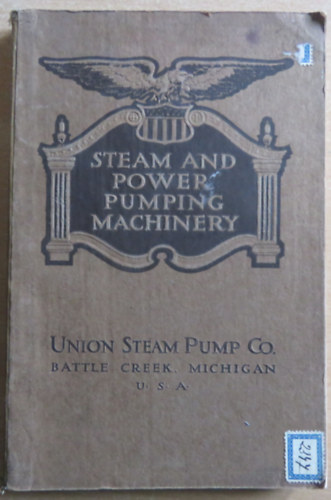 STEAM AND
POWER
PUMPING
MACHINERY
UNION STEAM PUMP CO.
BATTLE CREEK, MICHIGAN
U. S. A.